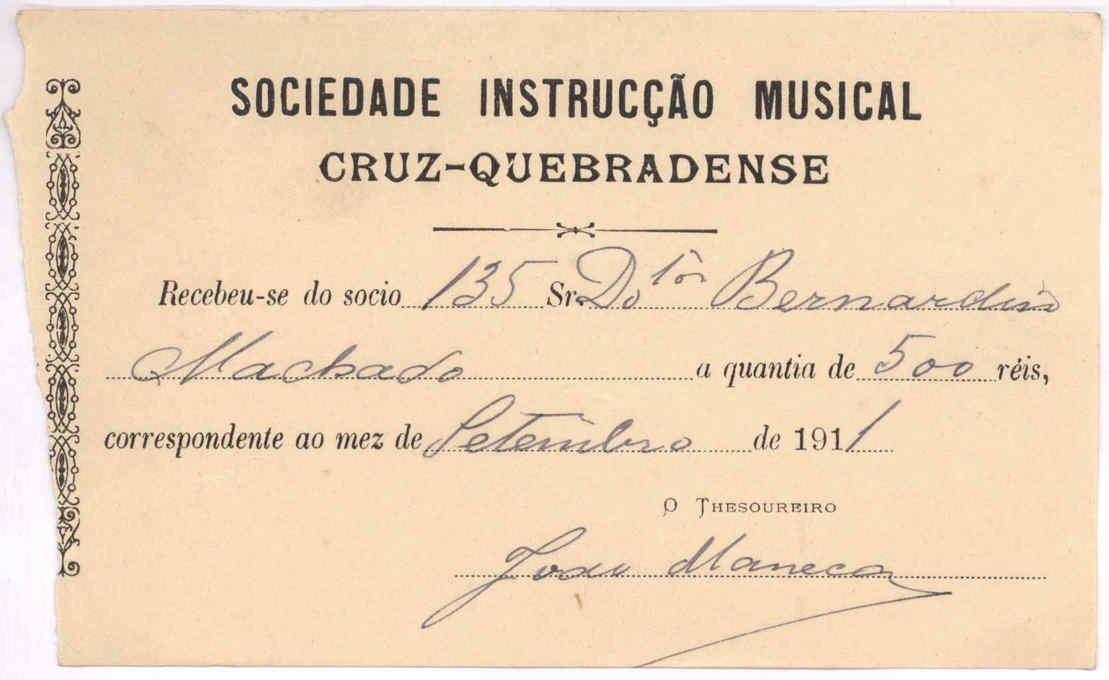 SOCIEDADE INSTRUCÇÃO MUSICAL
CRUZ-QUEBRADENSE
Recebeu-se do socio 135 Sr. Dotôr Bernardino
Machado a quantia de 500 réis,
correspondente ao mez de Setembro de 1911
O THESOUREIRO
João Maneca